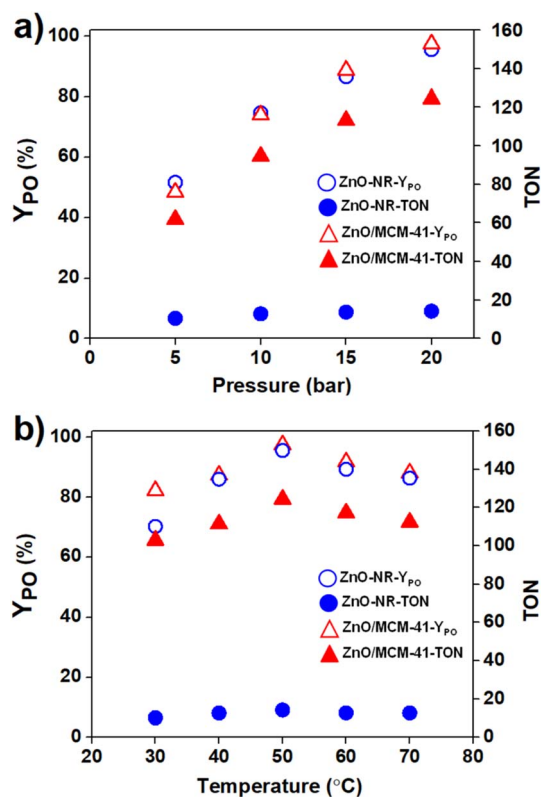 a)
100
80
60
40
20
0
Y_PO (%)
160
140
120
100
80
60
40
20
0
TON
ZnO-NR-Y_PO
ZnO-NR-TON
ZnO/MCM-41-Y_PO
ZnO/MCM-41-TON
0 5 10 15 20
Pressure (bar)
b)
100
80
60
40
20
0
Y_PO (%)
160
140
120
100
80
60
40
20
0
TON
ZnO-NR-Y_PO
ZnO-NR-TON
ZnO/MCM-41-Y_PO
ZnO/MCM-41-TON
20 30 40 50 60 70 80
Temperature (°C)